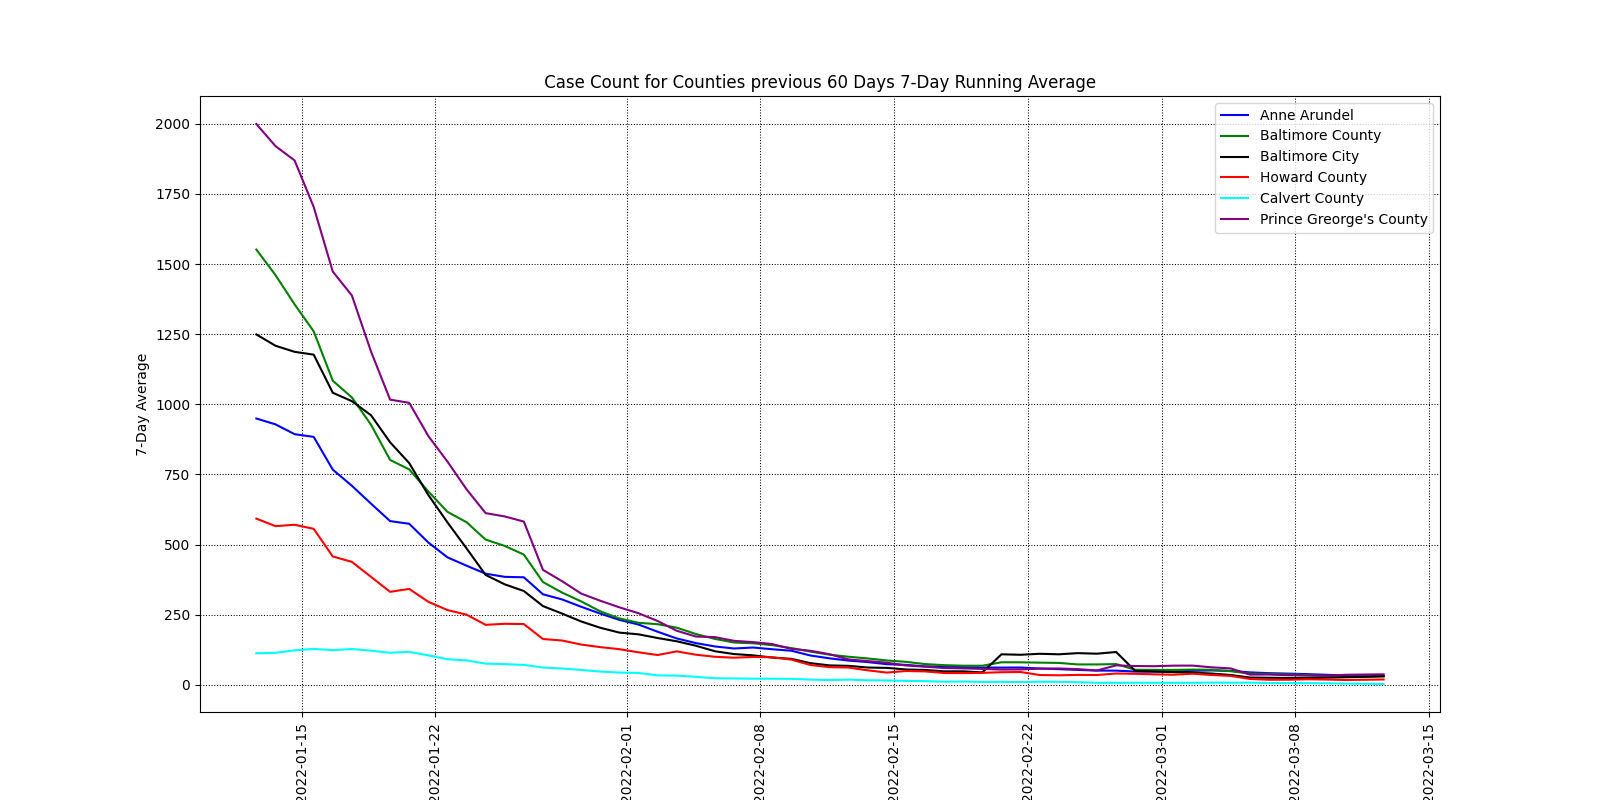 Case Count for Counties previous 60 Days 7-Day Running Average
Anne Arundel
Baltimore County
Baltimore City
Howard County
Calvert County
Prince Greorge's County
7-Day Average
2000
1750
1500
1250
1000
750
500
250
0
2022-01-15
2022-01-22
2022-02-01
2022-02-08
2022-02-15
2022-02-22
2022-03-01
2022-03-08
2022-03-15